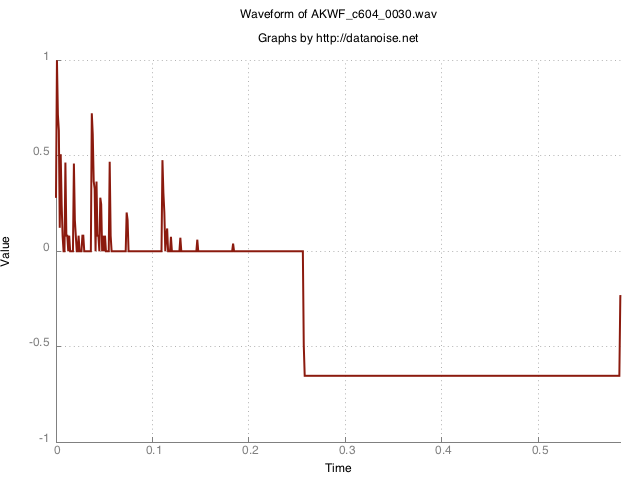 Waveform of AKWF_c604_0030.wav
Graphs by http://datanoise.net
1
0.5
0
-0.5
-1
Value
0 0.1 0.2 0.3 0.4 0.5
Time